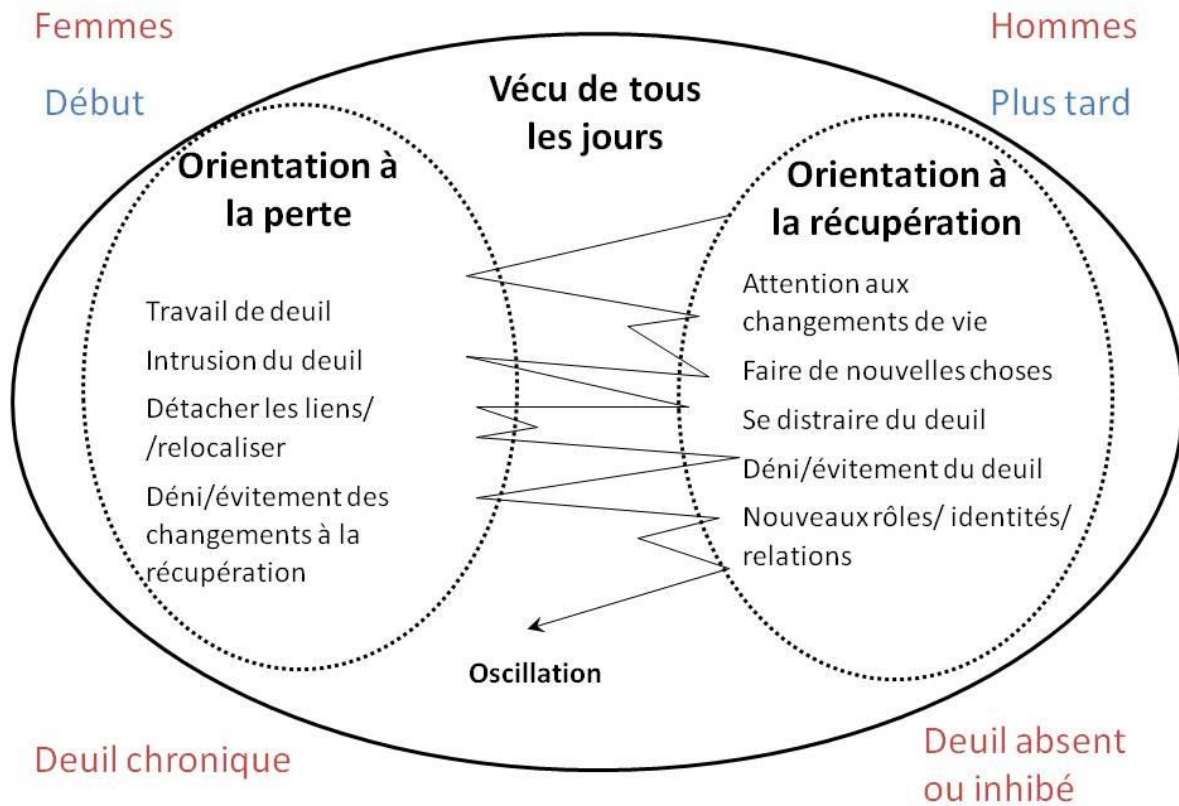 Femmes
Hommes
Début
Plus tard
Vécu de tous
les jours
Orientation à
la perte
Travail de deuil
Intrusion du deuil
Détacher les liens/
/relocaliser
Déni/évitement des
changements à la
récupération
Orientation à
la récupération
Attention aux
changements de vie
Faire de nouvelles choses
Se distraire du deuil
Déni/évitement du deuil
Nouveaux rôles/ identités/
relations
Oscillation
Deuil chronique
Deuil absent
ou inhibé